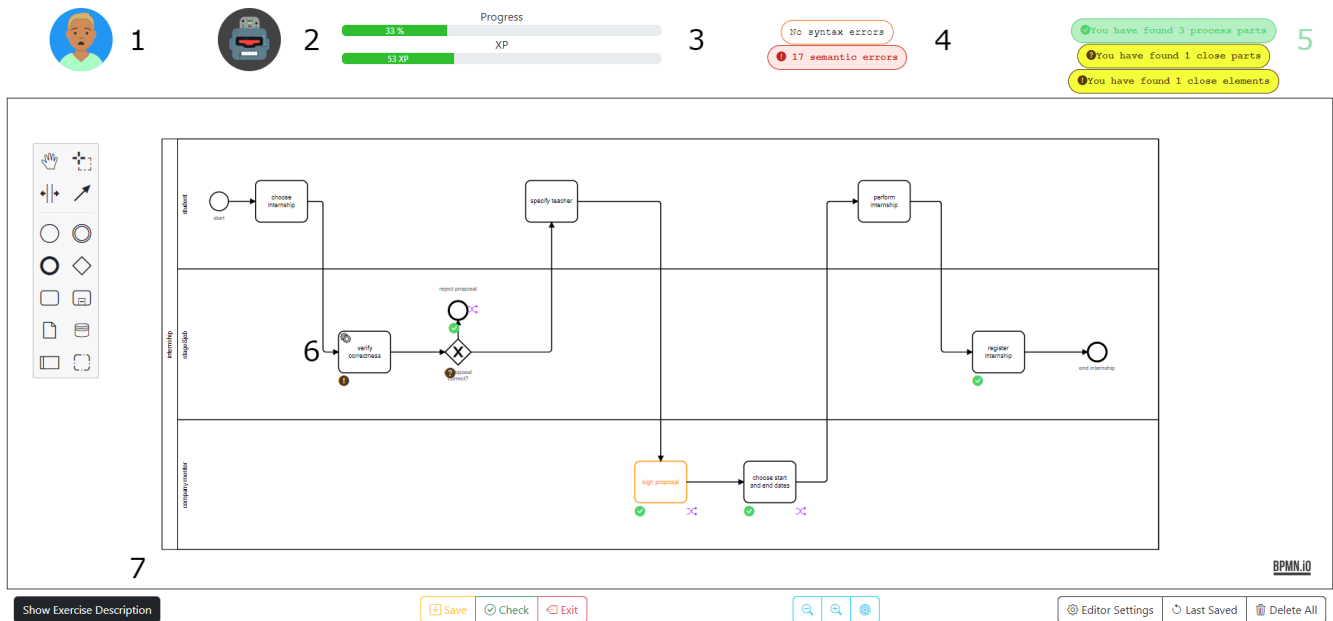 1
2
Progress
33 %
XP
53 XP
3
No syntax errors
17 semantic errors
4
You have found 3 process parts
You have found 1 close parts
You have found 1 close elements
5
student
start
choose
internship
specify teacher
perform
internship
internship
stagesjob
reject proposal
6
verify
correctness
correct?
register
internship
end internship
company mentor
sign proposal
choose start
and end dates
7
BPMN.iO
Show Exercise Description
Save
Check
Exit
Editor Settings
Last Saved
Delete All